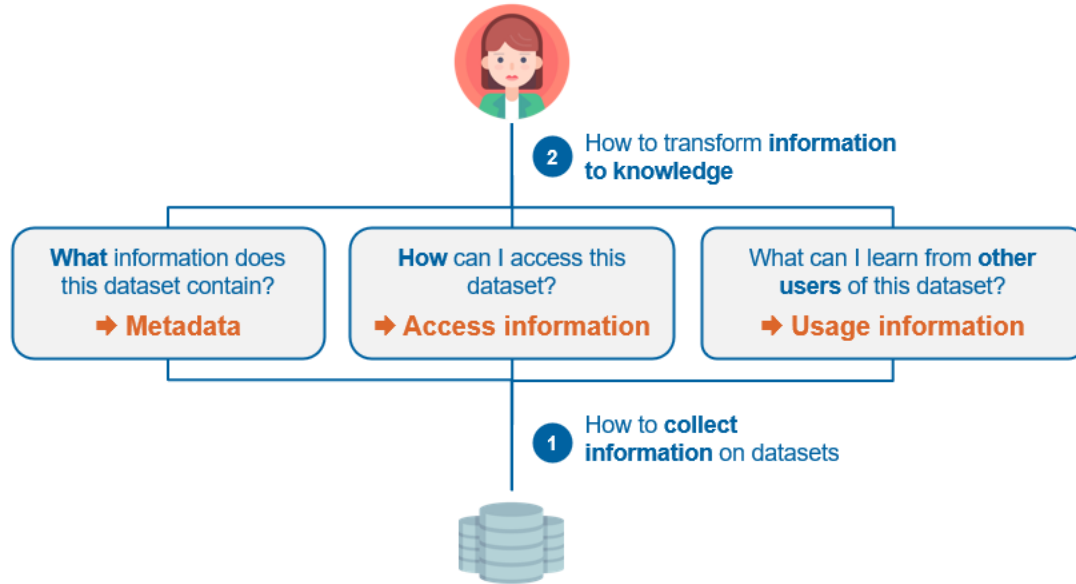 2
How to transform information
to knowledge
What information does
this dataset contain?
➡ Metadata
How can I access this
dataset?
➡ Access information
What can I learn from other
users of this dataset?
➡ Usage information
1
How to collect
information on datasets